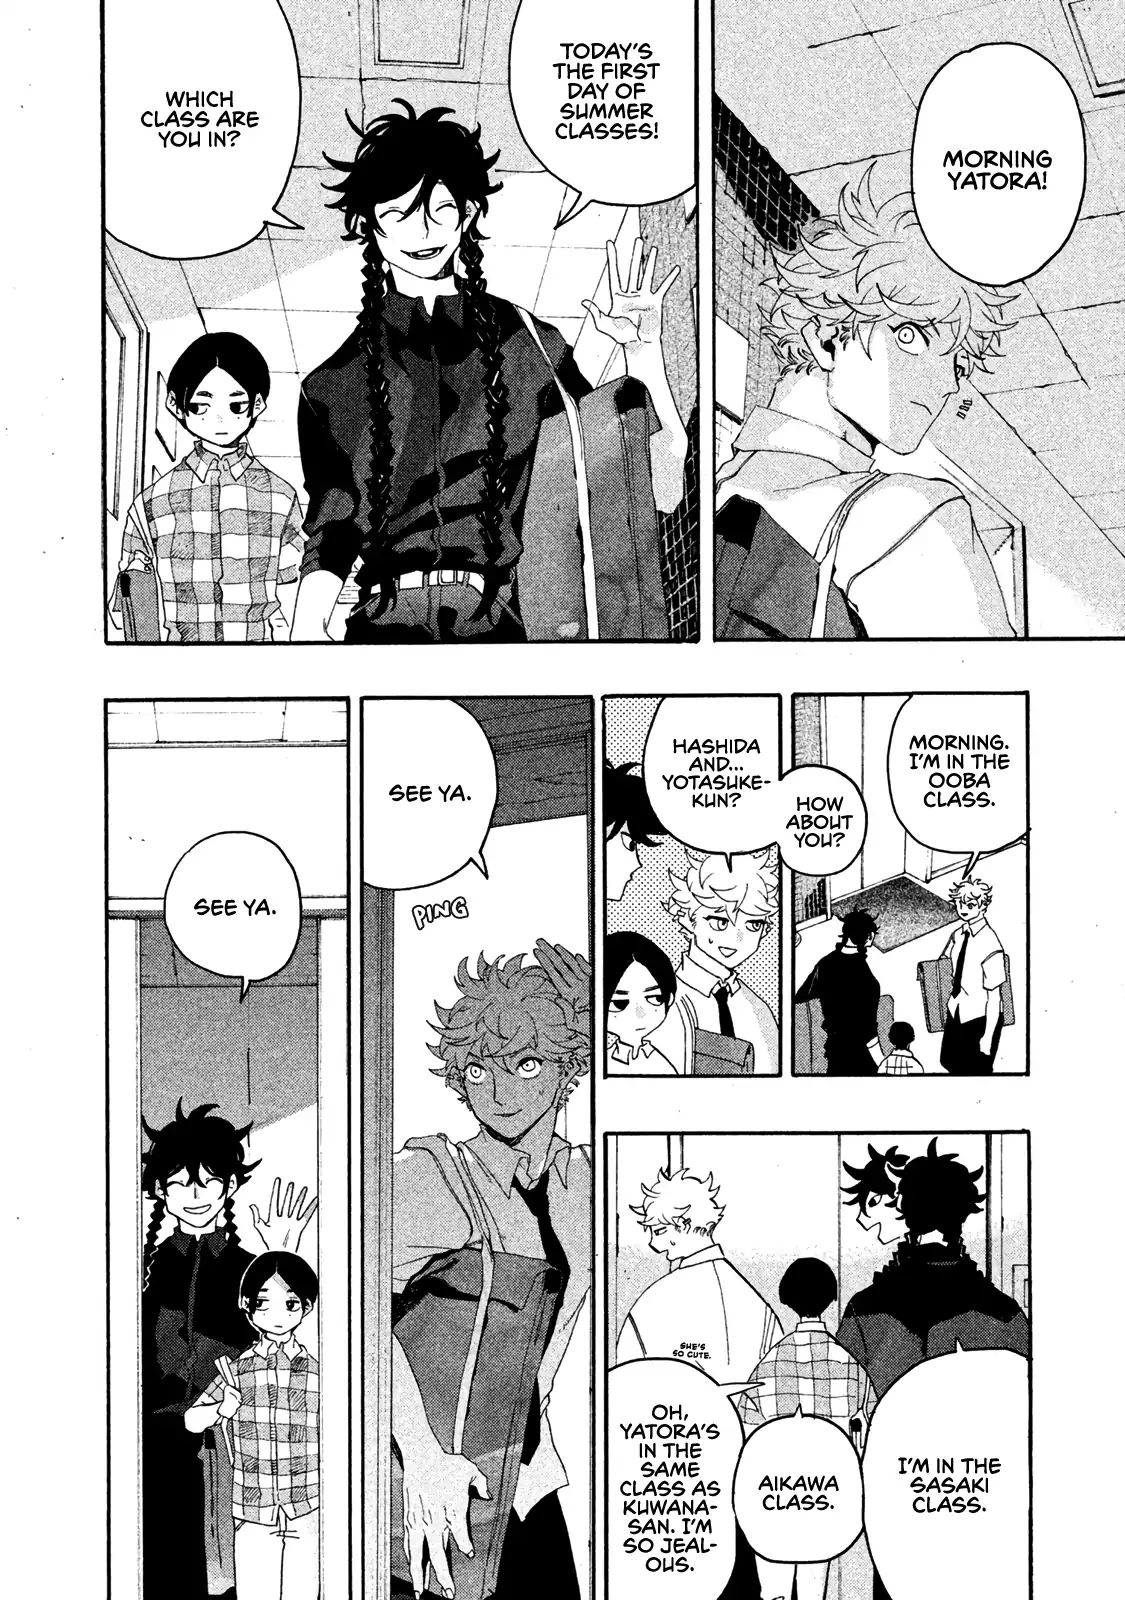 MORNING
YATORA!
TODAY'S
THE FIRST
DAY OF
SUMMER
CLASSES!
WHICH
CLASS ARE
YOU IN?
MORNING.
I'M IN THE
OOBA
CLASS.
HOW
ABOUT
YOU?
HASHIDA
AND...
YOTASUKE-
KUN?
I'M IN THE
SASAKI
CLASS.
AIKAWA
CLASS.
OH,
YATORA'S
IN THE
SAME
CLASS AS
KUWANA-
SAN. I'M
SO JEAL-
OUS.
SHE'S
SO CUTE.
SEE YA.
PING
SEE YA.